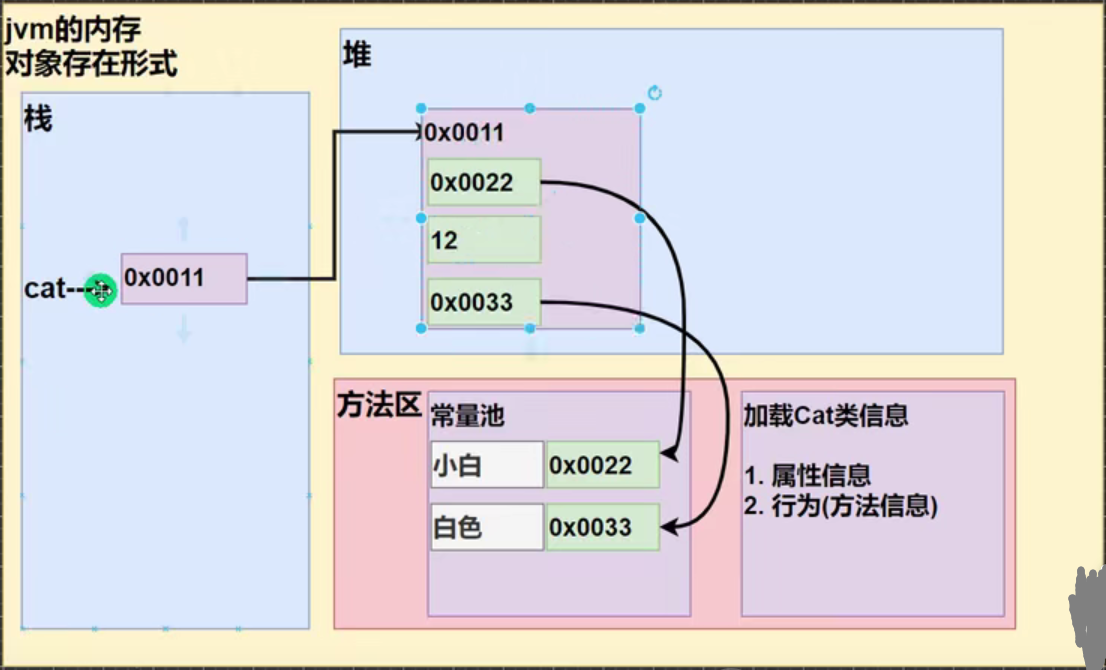 jvm的内存
对象存在形式
栈
cat---
0x0011
堆
0x0011
0x0022
12
0x0033
方法区
常量池
小白 0x0022
白色 0x0033
加载Cat类信息
1. 属性信息
2. 行为(方法信息)